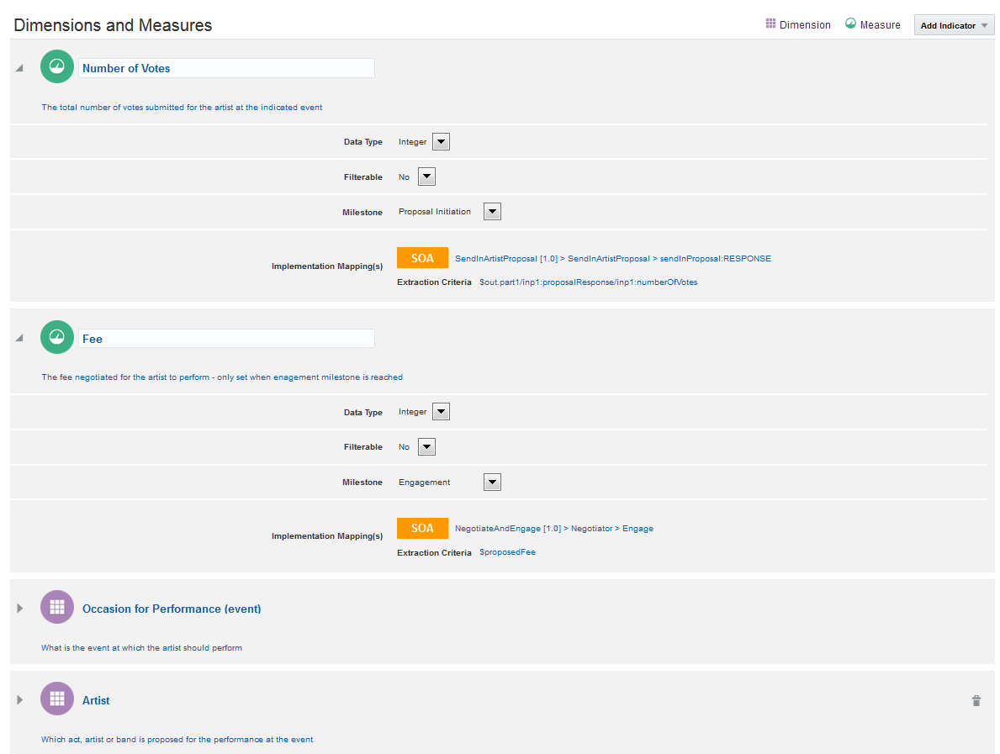 Dimensions and Measures
Dimension Measure Add Indicator
Number of Votes
The total number of votes submitted for the artist at the indicated event
Data Type Integer
Filterable No
Milestone Proposal Initiation
Implementation Mapping(s) SOA SendInArtistProposal [1.0] > SendInArtistProposal > sendInProposal:RESPONSE
Extraction Criteria $out.part1/inp1:proposalResponse/inp1:numberOfVotes
Fee
The fee negotiated for the artist to perform - only set when enagement milestone is reached
Data Type Integer
Filterable No
Milestone Engagement
Implementation Mapping(s) SOA NegotiateAndEngage [1.0] > Negotiator > Engage
Extraction Criteria $proposedFee
Occasion for Performance (event)
What is the event at which the artist should perform
Artist
Which act, artist or band is proposed for the performance at the event